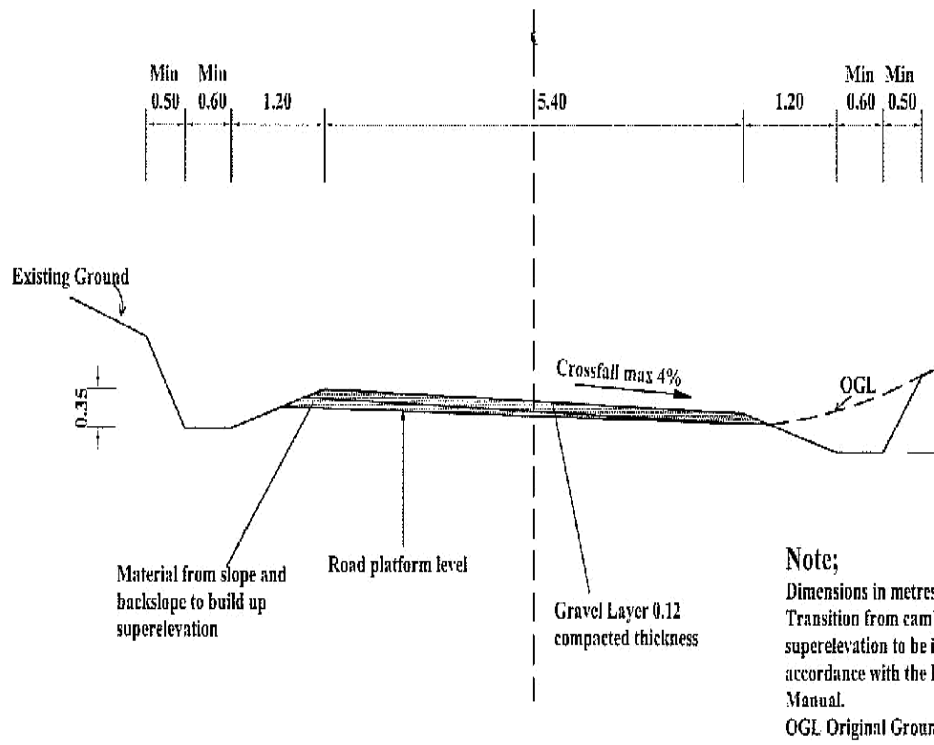 ℄
Min Min Min Min
0.50 0.60 1.20 5.40 1.20 0.60 0.50
Existing Ground
Crossfall max 4%
OGL
0.35
Material from slope and
backslope to build up
superelevation
Road platform level
Gravel Layer 0.12
compacted thickness
Note;
Dimensions in metres
Transition from
superelevation to be
accordance with the
Manual.
OGL Original